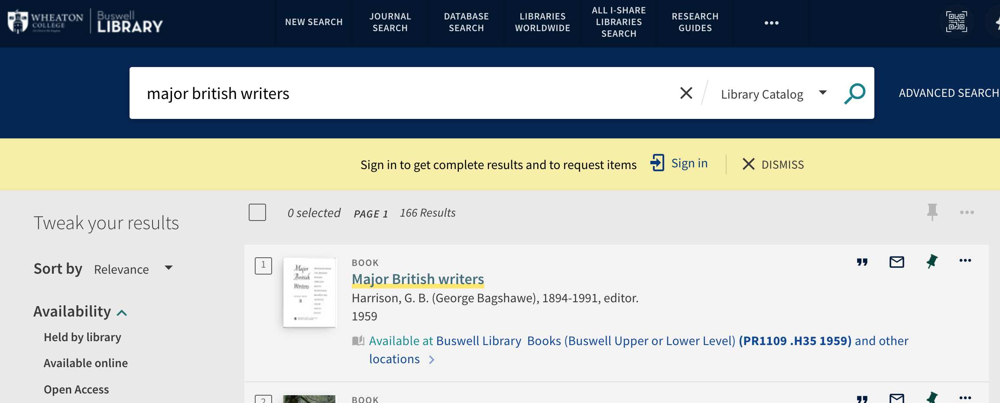 WHEATON
COLLEGE
Buswell
LIBRARY
NEW SEARCH
JOURNAL
SEARCH
DATABASE
SEARCH
LIBRARIES
WORLDWIDE
ALL I-SHARE
LIBRARIES
SEARCH
RESEARCH
GUIDES
major british writers
Library Catalog
ADVANCED SEARCH
Sign in to get complete results and to request items
Sign in
DISMISS
0 selected PAGE 1 166 Results
Tweak your results
Sort by Relevance
Availability
Held by library
Available online
Open Access
1
Major
British
Writers
BOOK
Major British writers
Harrison, G. B. (George Bagshawe), 1894-1991, editor.
1959
Available at Buswell Library Books (Buswell Upper or Lower Level) (PR1109 .H35 1959) and other
locations
2
BOOK